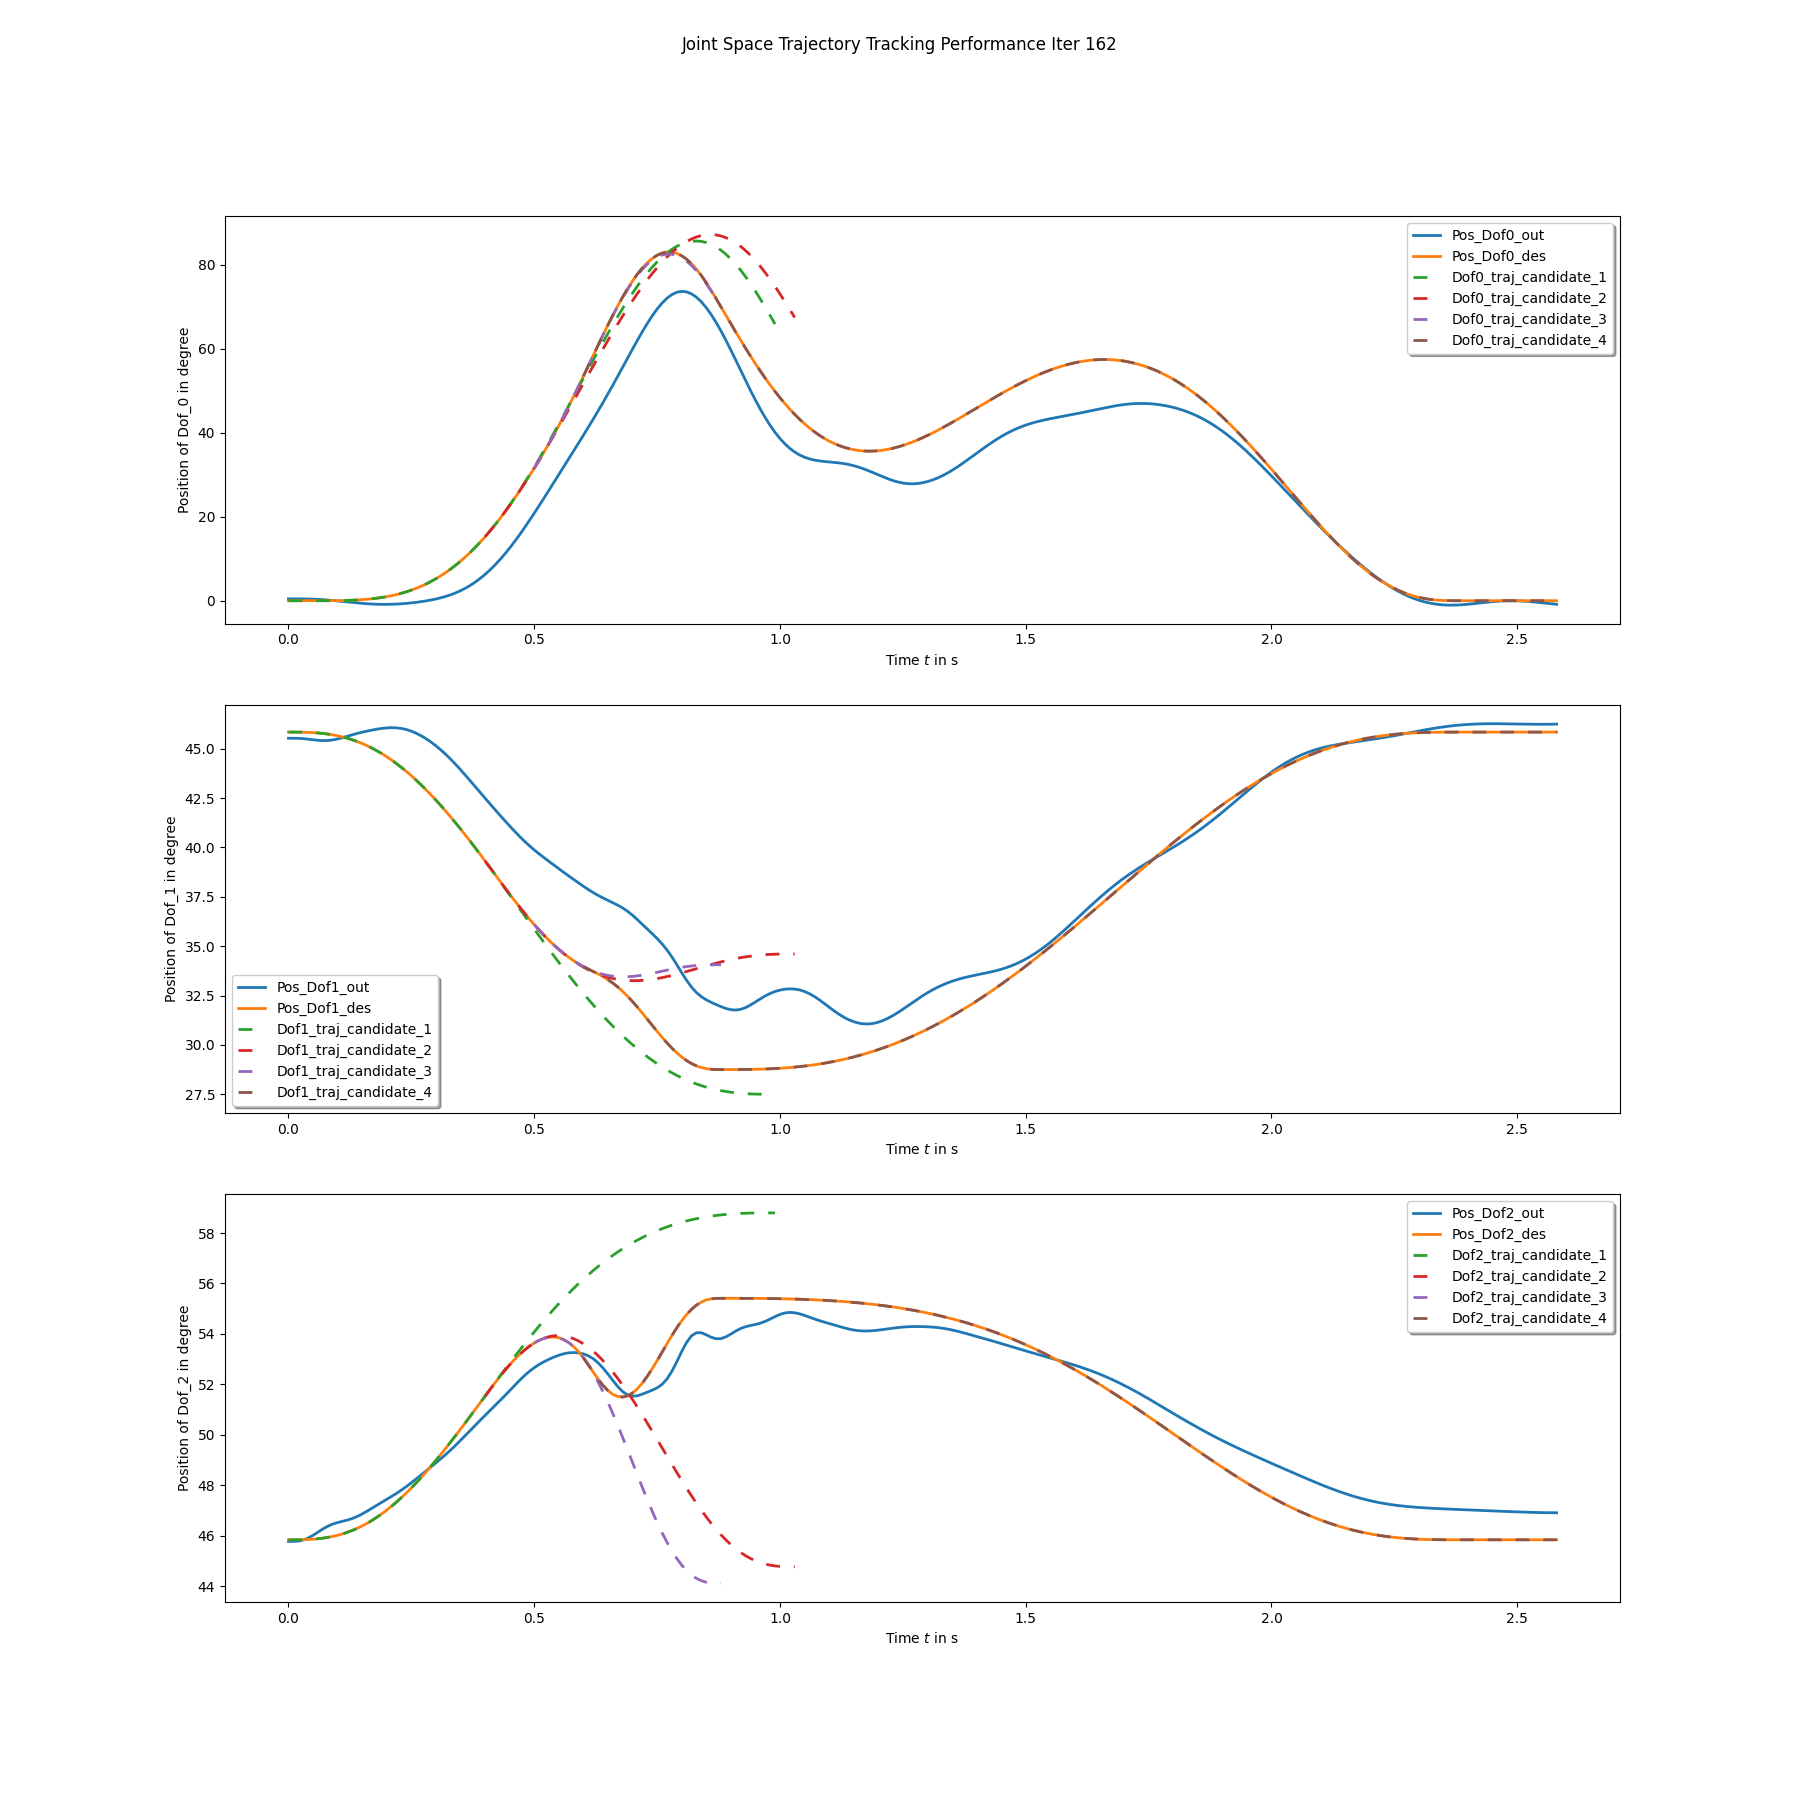 Joint Space Trajectory Tracking Performance Iter 162
Position of Dof_0 in degree
80
60
40
20
0
Pos_Dof0_out
Pos_Dof0_des
Dof0_traj_candidate_1
Dof0_traj_candidate_2
Dof0_traj_candidate_3
Dof0_traj_candidate_4
0.0 0.5 1.0 1.5 2.0 2.5
Time t in s
Position of Dof_1 in degree
45.0
42.5
40.0
37.5
35.0
32.5
30.0
27.5
Pos_Dof1_out
Pos_Dof1_des
Dof1_traj_candidate_1
Dof1_traj_candidate_2
Dof1_traj_candidate_3
Dof1_traj_candidate_4
0.0 0.5 1.0 1.5 2.0 2.5
Time t in s
Position of Dof_2 in degree
58
56
54
52
50
48
46
44
Pos_Dof2_out
Pos_Dof2_des
Dof2_traj_candidate_1
Dof2_traj_candidate_2
Dof2_traj_candidate_3
Dof2_traj_candidate_4
0.0 0.5 1.0 1.5 2.0 2.5
Time t in s